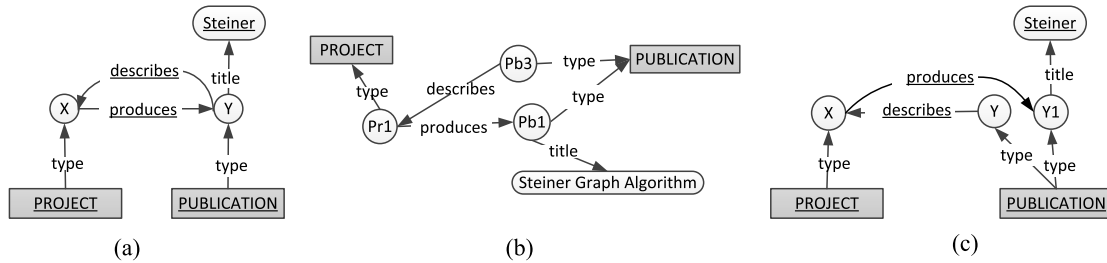 Steiner
describes
title
X
produces
Y
type
type
PROJECT
PUBLICATION
(a)
PROJECT
Pb3
type
PUBLICATION
type
describes
type
Pr1
produces
Pb1
title
Steiner Graph Algorithm
(b)
Steiner
produces
title
X
describes
Y
Y1
type
type
type
PROJECT
PUBLICATION
(c)